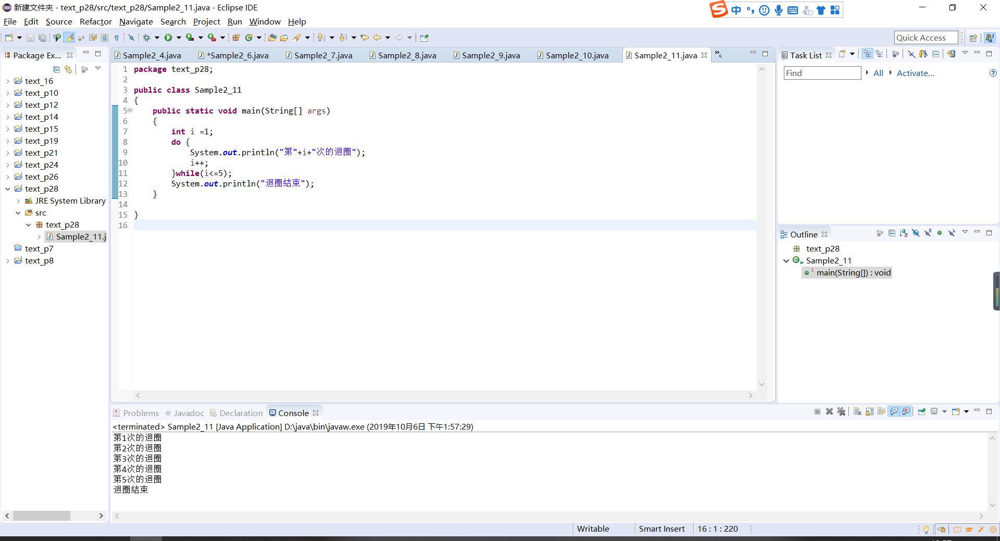 新建文件夹 - text_p28/src/text_p28/Sample2_11.java - Eclipse IDE
中
File Edit Source Refactor Navigate Search Project Run Window Help
Quick Access
Package Ex...
text_16
text_p10
text_p12
text_p14
text_p15
text_p19
text_p21
text_p24
text_p26
text_p28
JRE System Library
src
text_p28
Sample2_11.j
text_p7
text_p8
Sample2_4.java *Sample2_6.java Sample2_7.java Sample2_8.java Sample2_9.java Sample2_10.java Sample2_11.java »5
1 package text_p28;
2
3 public class Sample2_11
4 {
5 public static void main(String[] args)
6 {
7 int i =1;
8 do {
9 System.out.println("第"+i+"次的迴圈");
10 i++;
11 }while(i<=5);
12 System.out.println("迴圈結束");
13 }
14
15 }
16
Task List
Find All Activate...
Outline
text_p28
Sample2_11
main(String[]) : void
Problems @ Javadoc Declaration Console
<terminated> Sample2_11 [Java Application] D:\java\bin\javaw.exe (2019年10月6日 下午1:57:29)
第1次的迴圈
第2次的迴圈
第3次的迴圈
第4次的迴圈
第5次的迴圈
迴圈結束
Writable Smart Insert 16 : 1 : 220